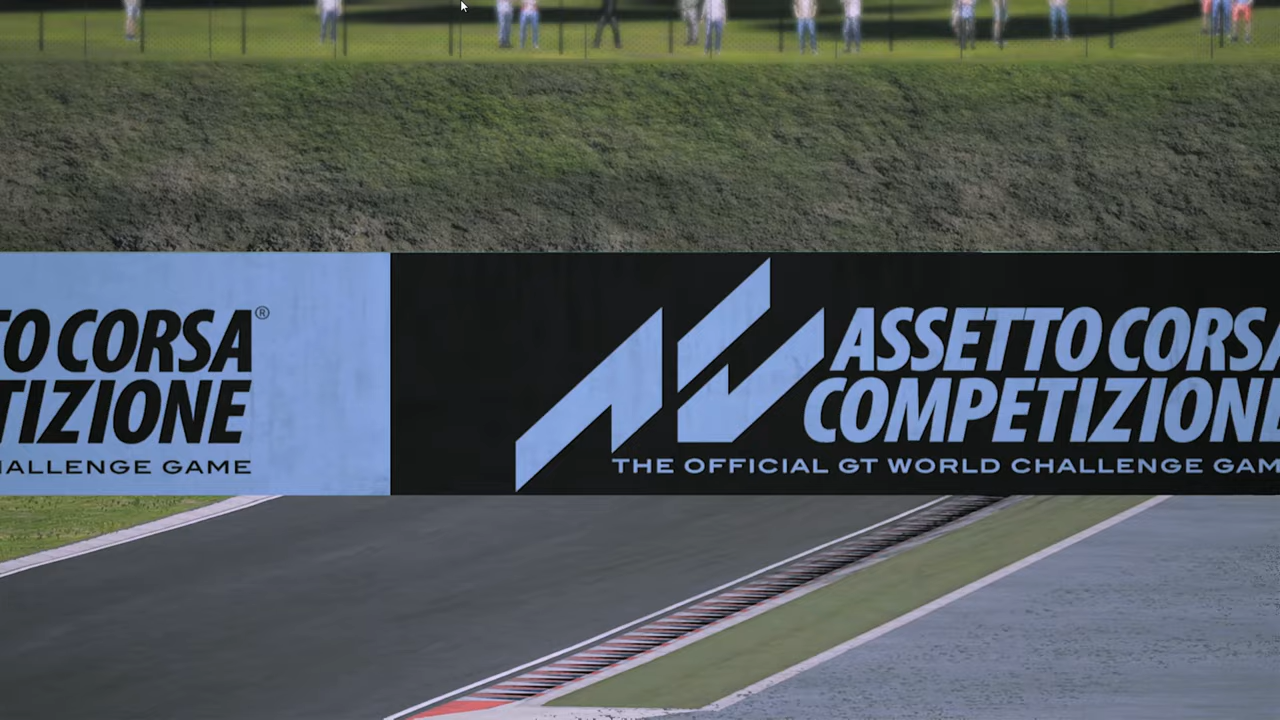 TO CORSA®
TIZIONE
HALLENGE GAME
ASSETTO CORSA
COMPETIZIONE
THE OFFICIAL GT WORLD CHALLENGE GAM